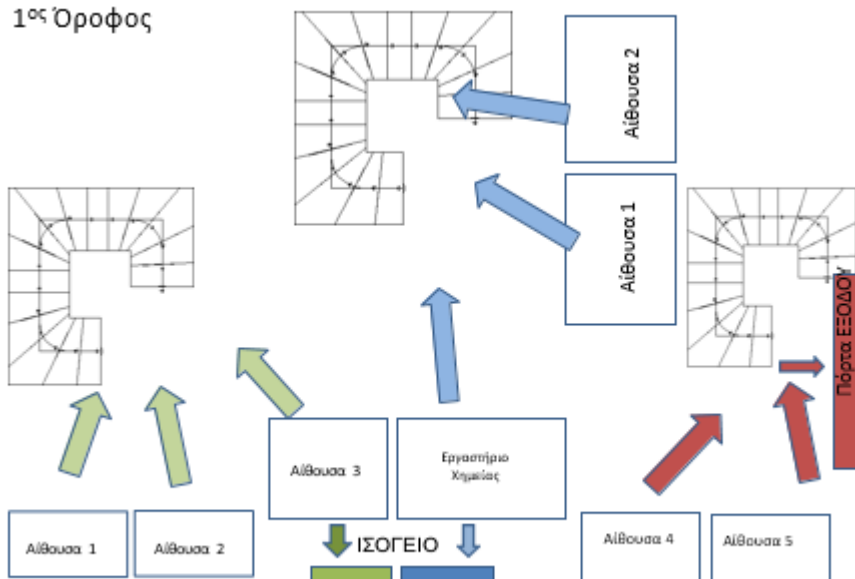 1ος Όροφος
Αίθουσα 2
Αίθουσα 1
Πόρτα ΕΞΟΔΟΥ
Αίθουσα 3
Εργαστήριο
Χημείας
Αίθουσα 1
Αίθουσα 2
Αίθουσα 4
Αίθουσα 5
ΙΣΟΓΕΙΟ